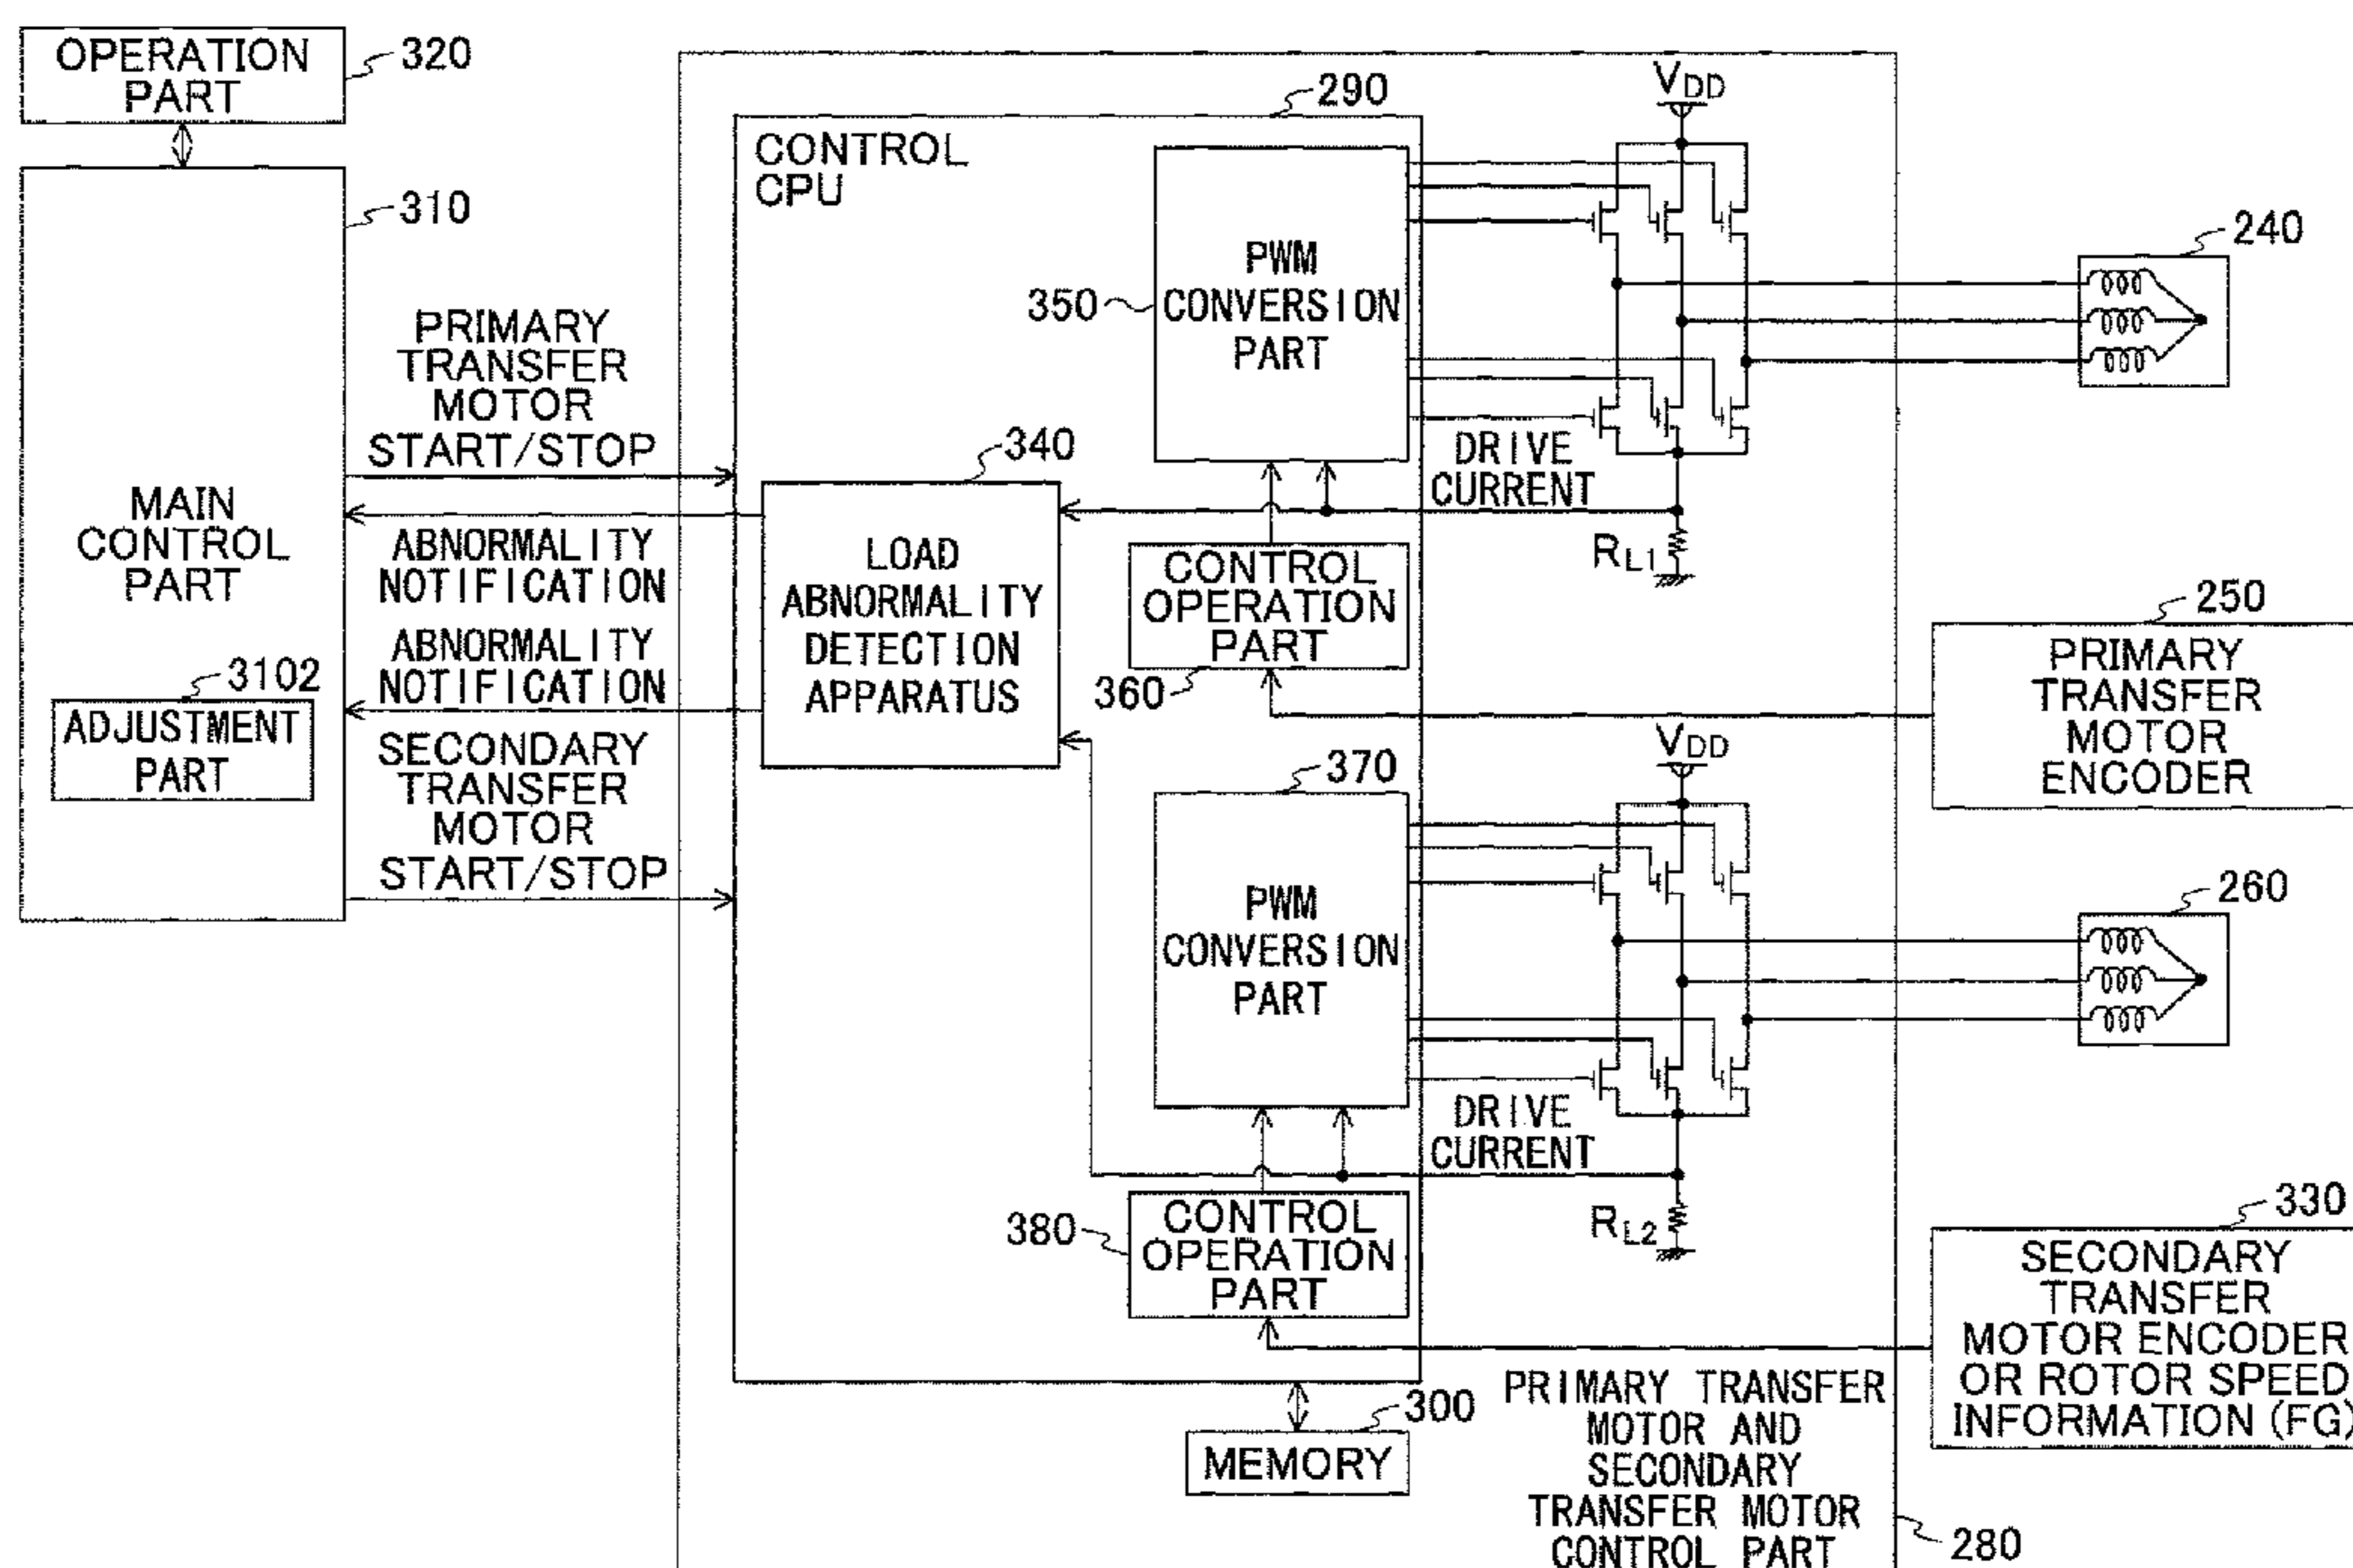 OPERATION
PART
320
310
MAIN
CONTROL
PART
3102
ADJUSTMENT
PART
PRIMARY
TRANSFER
MOTOR
START/STOP
ABNORMALITY
NOTIFICATION
ABNORMALITY
NOTIFICATION
SECONDARY
TRANSFER
MOTOR
START/STOP
290
CONTROL
CPU
340
LOAD
ABNORMALITY
DETECTION
APPARATUS
350
PWM
CONVERSION
PART
CONTROL
OPERATION
PART
360
370
PWM
CONVERSION
PART
380
CONTROL
OPERATION
PART
300
MEMORY
VDD
DRIVE
CURRENT
RL1
VDD
DRIVE
CURRENT
RL2
240
250
PRIMARY
TRANSFER
MOTOR
ENCODER
260
330
SECONDARY
TRANSFER
MOTOR ENCODER
OR ROTOR SPEED
INFORMATION (FG)
PRIMARY TRANSFER
MOTOR AND
SECONDARY
TRANSFER MOTOR
CONTROL PART
280